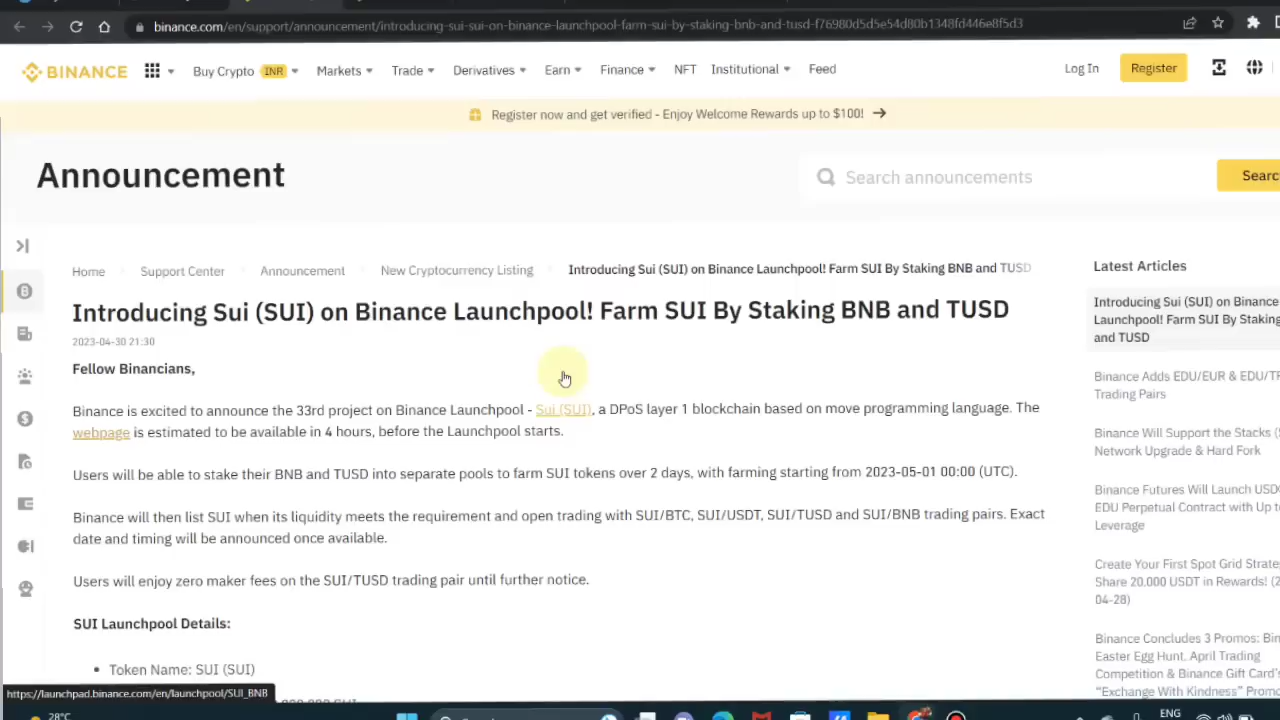 binance.com/en/support/announcement/introducing-sui-sui-on-binance-launchpool-farm-sui-by-staking-bnb-and-tusd-f76980d5d5e54d80b1348fd446e8f5d3
BINANCE
Buy Crypto INR Markets Trade Derivatives Earn Finance NFT Institutional Feed Log In Register
Register now and get verified - Enjoy Welcome Rewards up to $100!
Announcement
Search announcements
Home Support Center Announcement New Cryptocurrency Listing Introducing Sui (SUI) on Binance Launchpool! Farm SUI By Staking BNB and TUSD
Introducing Sui (SUI) on Binance Launchpool! Farm SUI By Staking BNB and TUSD
2023-04-30 21:30
Fellow Binancians,
Binance is excited to announce the 33rd project on Binance Launchpool - Sui (SUI), a DPoS layer 1 blockchain based on move programming language. The
webpage is estimated to be available in 4 hours, before the Launchpool starts.
Users will be able to stake their BNB and TUSD into separate pools to farm SUI tokens over 2 days, with farming starting from 2023-05-01 00:00 (UTC).
Binance will then list SUI when its liquidity meets the requirement and open trading with SUI/BTC, SUI/USDT, SUI/TUSD and SUI/BNB trading pairs. Exact
date and timing will be announced once available.
Users will enjoy zero maker fees on the SUI/TUSD trading pair until further notice.
SUI Launchpool Details:
• Token Name: SUI (SUI)
Latest Articles
Introducing Sui (SUI) on Binance
Launchpool! Farm SUI By Staking
and TUSD
Binance Adds EDU/EUR & EDU/
Trading Pairs
Binance Will Support the Stacks
Network Upgrade & Hard Fork
Binance Futures Will Launch
EDU Perpetual Contract with Up to
Leverage
Create Your First Spot Grid
Share 20,000 USDT in Rewards!
04-28)
Binance Concludes 3 Promos:
Easter Egg Hunt, April Trading
Competition & Binance Gift Card's
"Exchange With Kindness"
https://launchpad.binance.com/en/launchpool/SUI_BNB
28°C
ENG